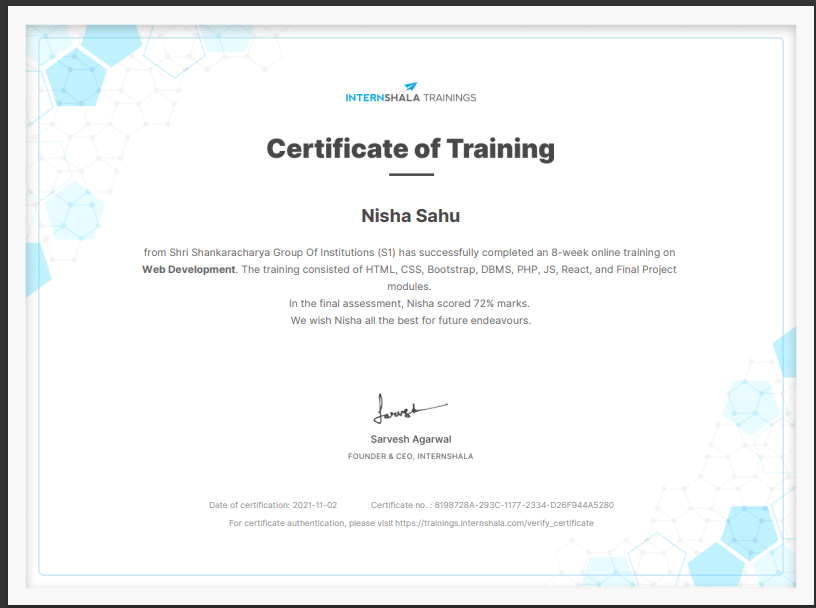 INTERNSHALA TRAININGS
Certificate of Training
Nisha Sahu
from Shri Shankaracharya Group Of Institutions (S1) has successfully completed an 8-week online training on
Web Development. The training consisted of HTML, CSS, Bootstrap, DBMS, PHP, JS, React, and Final Project
modules.
In the final assessment, Nisha scored 72% marks.
We wish Nisha all the best for future endeavours.
Sarvesh
Sarvesh Agarwal
FOUNDER & CEO, INTERNSHALA
Date of certification: 2021-11-02 Certificate no. : 8198728A-293C-1177-2334-D26F944A5280
For certificate authentication, please visit https://trainings.internshala.com/verify_certificate